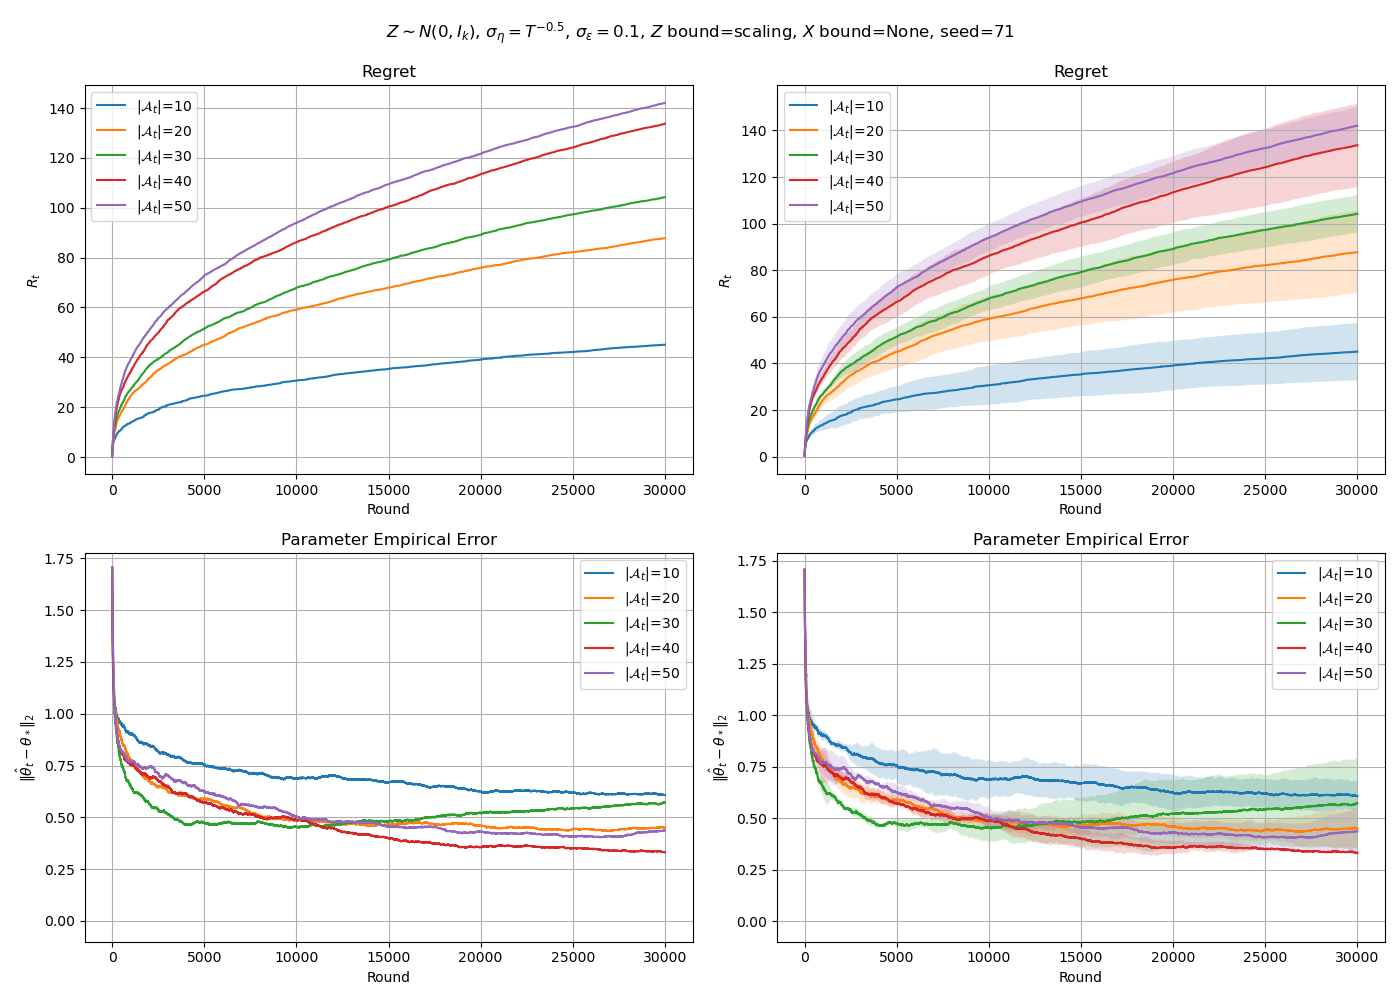 Z ∼ N(0, I_k), σ_η = T^{−0.5}, σ_ε = 0.1, Z bound=scaling, X bound=None, seed=71
Regret
R_t
140
120
100
80
60
40
20
0
|𝒜_t|=10
|𝒜_t|=20
|𝒜_t|=30
|𝒜_t|=40
|𝒜_t|=50
0 5000 10000 15000 20000 25000 30000
Round
Regret
R_t
140
120
100
80
60
40
20
0
|𝒜_t|=10
|𝒜_t|=20
|𝒜_t|=30
|𝒜_t|=40
|𝒜_t|=50
0 5000 10000 15000 20000 25000 30000
Round
Parameter Empirical Error
‖θ̂_t − θ_*‖_2
1.75
1.50
1.25
1.00
0.75
0.50
0.25
0.00
|𝒜_t|=10
|𝒜_t|=20
|𝒜_t|=30
|𝒜_t|=40
|𝒜_t|=50
0 5000 10000 15000 20000 25000 30000
Round
Parameter Empirical Error
‖θ̂_t − θ_*‖_2
1.75
1.50
1.25
1.00
0.75
0.50
0.25
0.00
|𝒜_t|=10
|𝒜_t|=20
|𝒜_t|=30
|𝒜_t|=40
|𝒜_t|=50
0 5000 10000 15000 20000 25000 30000
Round